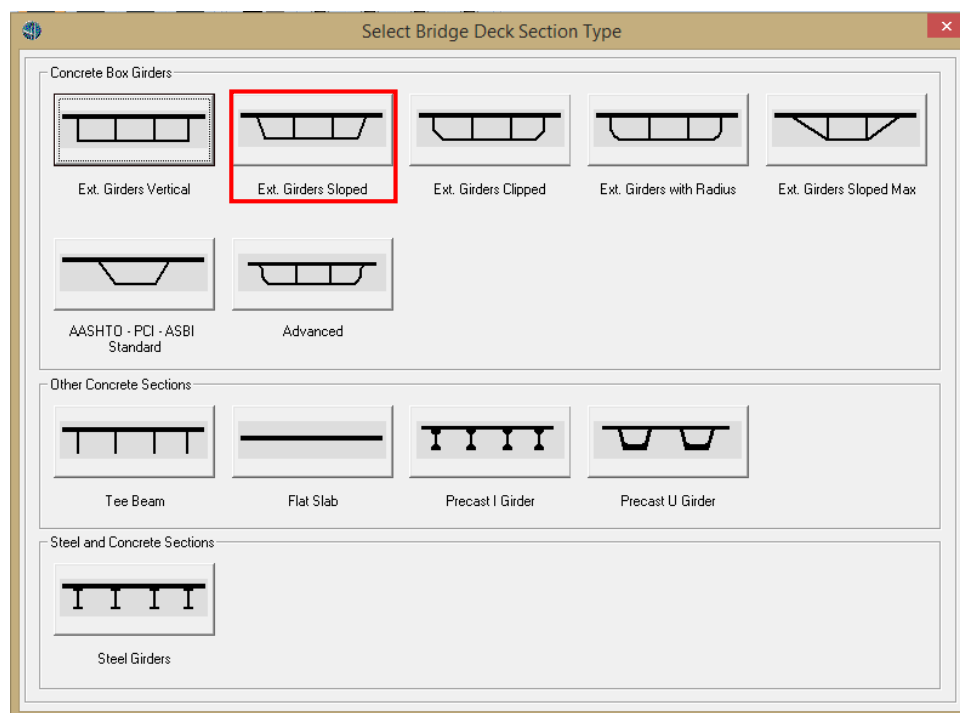 Select Bridge Deck Section Type
Concrete Box Girders
Ext. Girders Vertical
Ext. Girders Sloped
Ext. Girders Clipped
Ext. Girders with Radius
Ext. Girders Sloped Max
AASHTO - PCI - ASBI
Standard
Advanced
Other Concrete Sections
Tee Beam
Flat Slab
Precast I Girder
Precast U Girder
Steel and Concrete Sections
Steel Girders